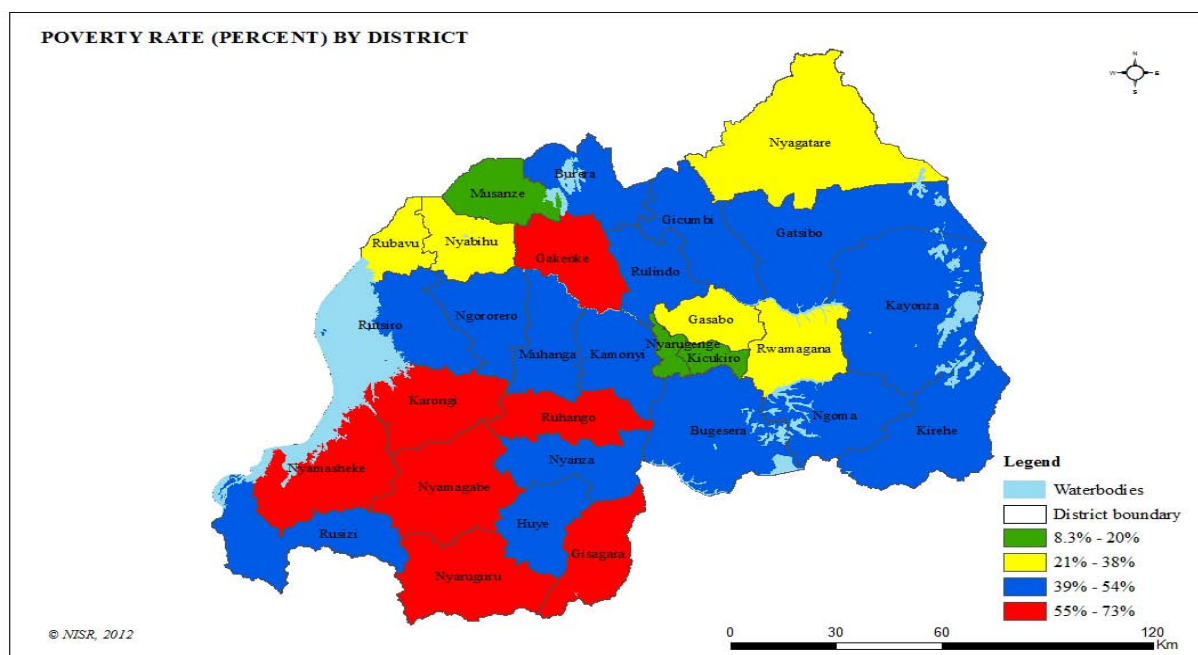 POVERTY RATE (PERCENT) BY DISTRICT
N
W E
S
Nyagatare
Burera
Musanze
Gicumbi
Gatsibo
Rubavu
Nyabihu
Gakenke
Rulindo
Kayonza
Rutsiro
Ngororero
Gasabo
Nyarugenge
Kicukiro
Rwamagana
Muhanga
Kamonyi
Karongi
Ruhango
Bugesera
Ngoma
Kirehe
Nyanza
Nyamasheke
Nyamagabe
Huye
Rusizi
Gisagara
Nyaruguru
Legend
Waterbodies
District boundary
8.3% - 20%
21% - 38%
39% - 54%
55% - 73%
© NISR, 2012
0 30 60 120
Km